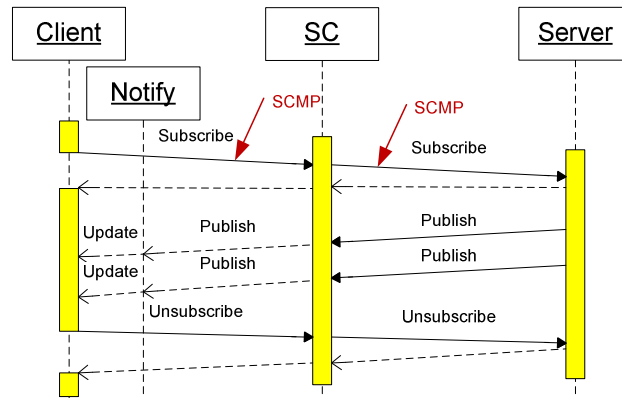 Client
SC
Server
Notify
SCMP
SCMP
Subscribe
Subscribe
Publish
Publish
Update
Publish
Publish
Update
Unsubscribe
Unsubscribe